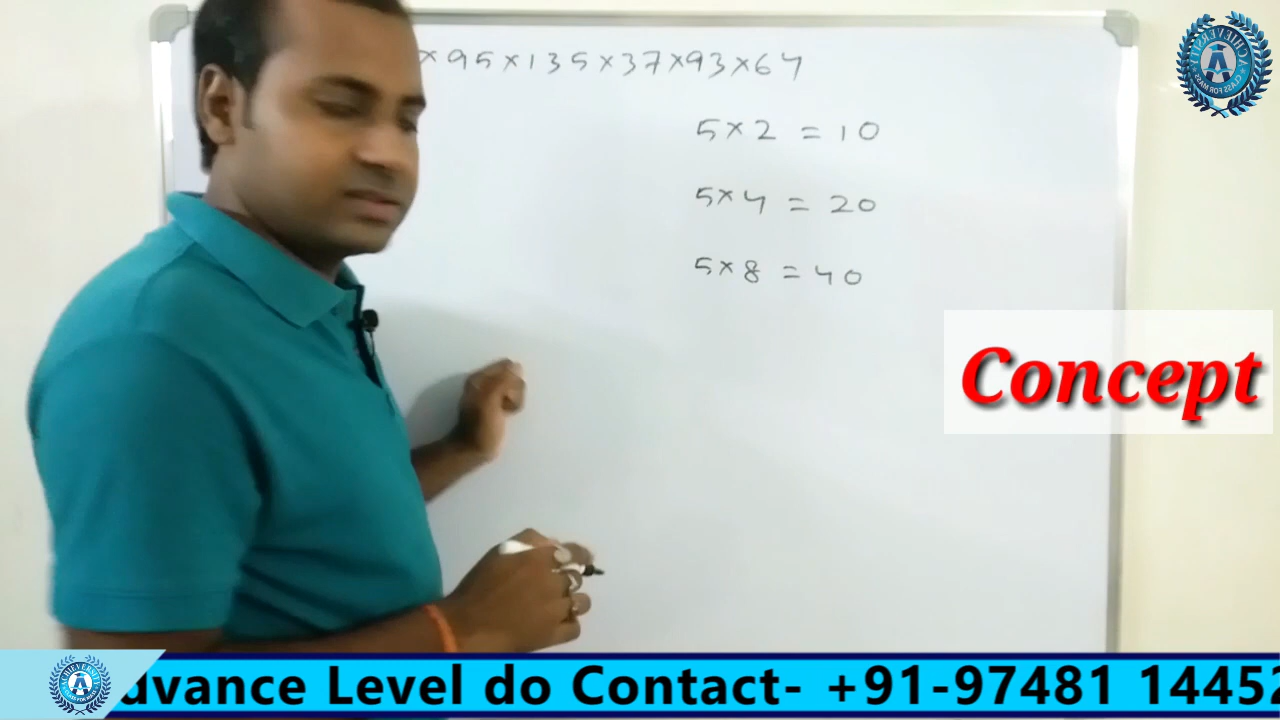 ×95×135×37×93×64
5×2 = 10
5×4 = 20
5×8 = 40
Concept
dvance Level do Contact- +91-97481 14452